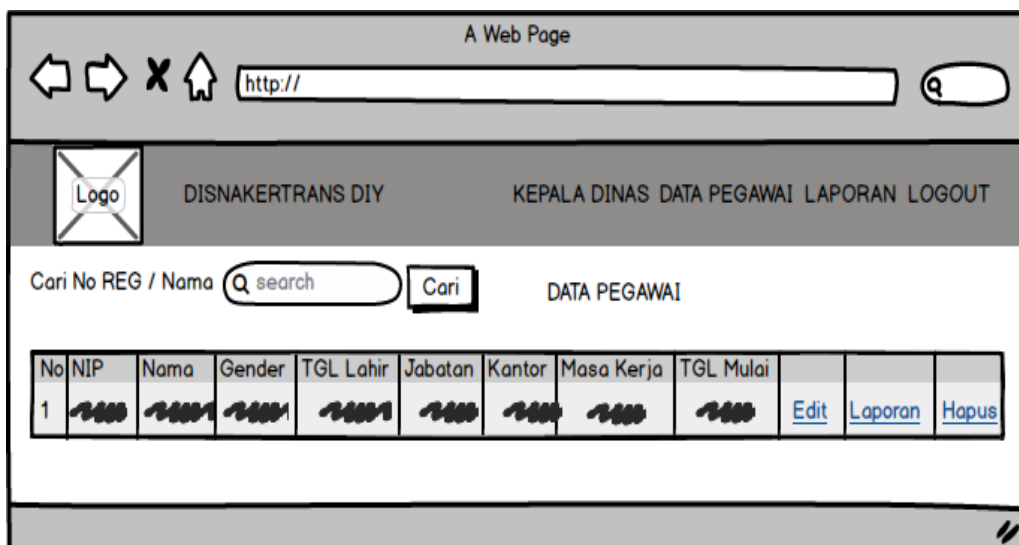 A Web Page
http://
Logo DISNAKERTRANS DIY KEPALA DINAS DATA PEGAWAI LAPORAN LOGOUT
Cari No REG / Nama search Cari DATA PEGAWAI
No NIP Nama Gender TGL Lahir Jabatan Kantor Masa Kerja TGL Mulai
1 Edit Laporan Hapus